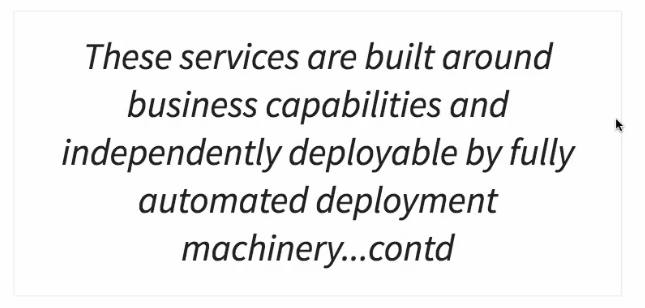 These services are built around
business capabilities and
independently deployable by fully
automated deployment
machinery...contd